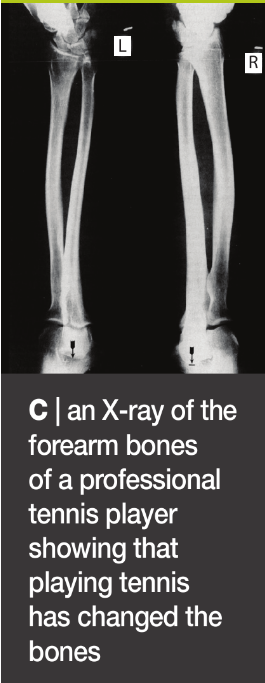 L
R
C | an X-ray of the
forearm bones
of a professional
tennis player
showing that
playing tennis
has changed the
bones